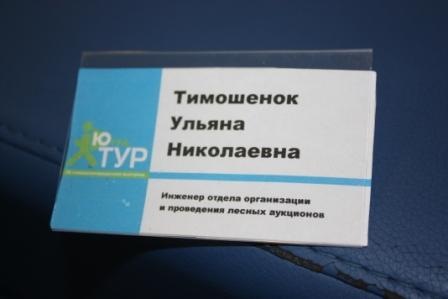 Тимошенок
Ульяна
Николаевна
Ю
ТУР
Инженер отдела организации
и проведения лесных аукционов